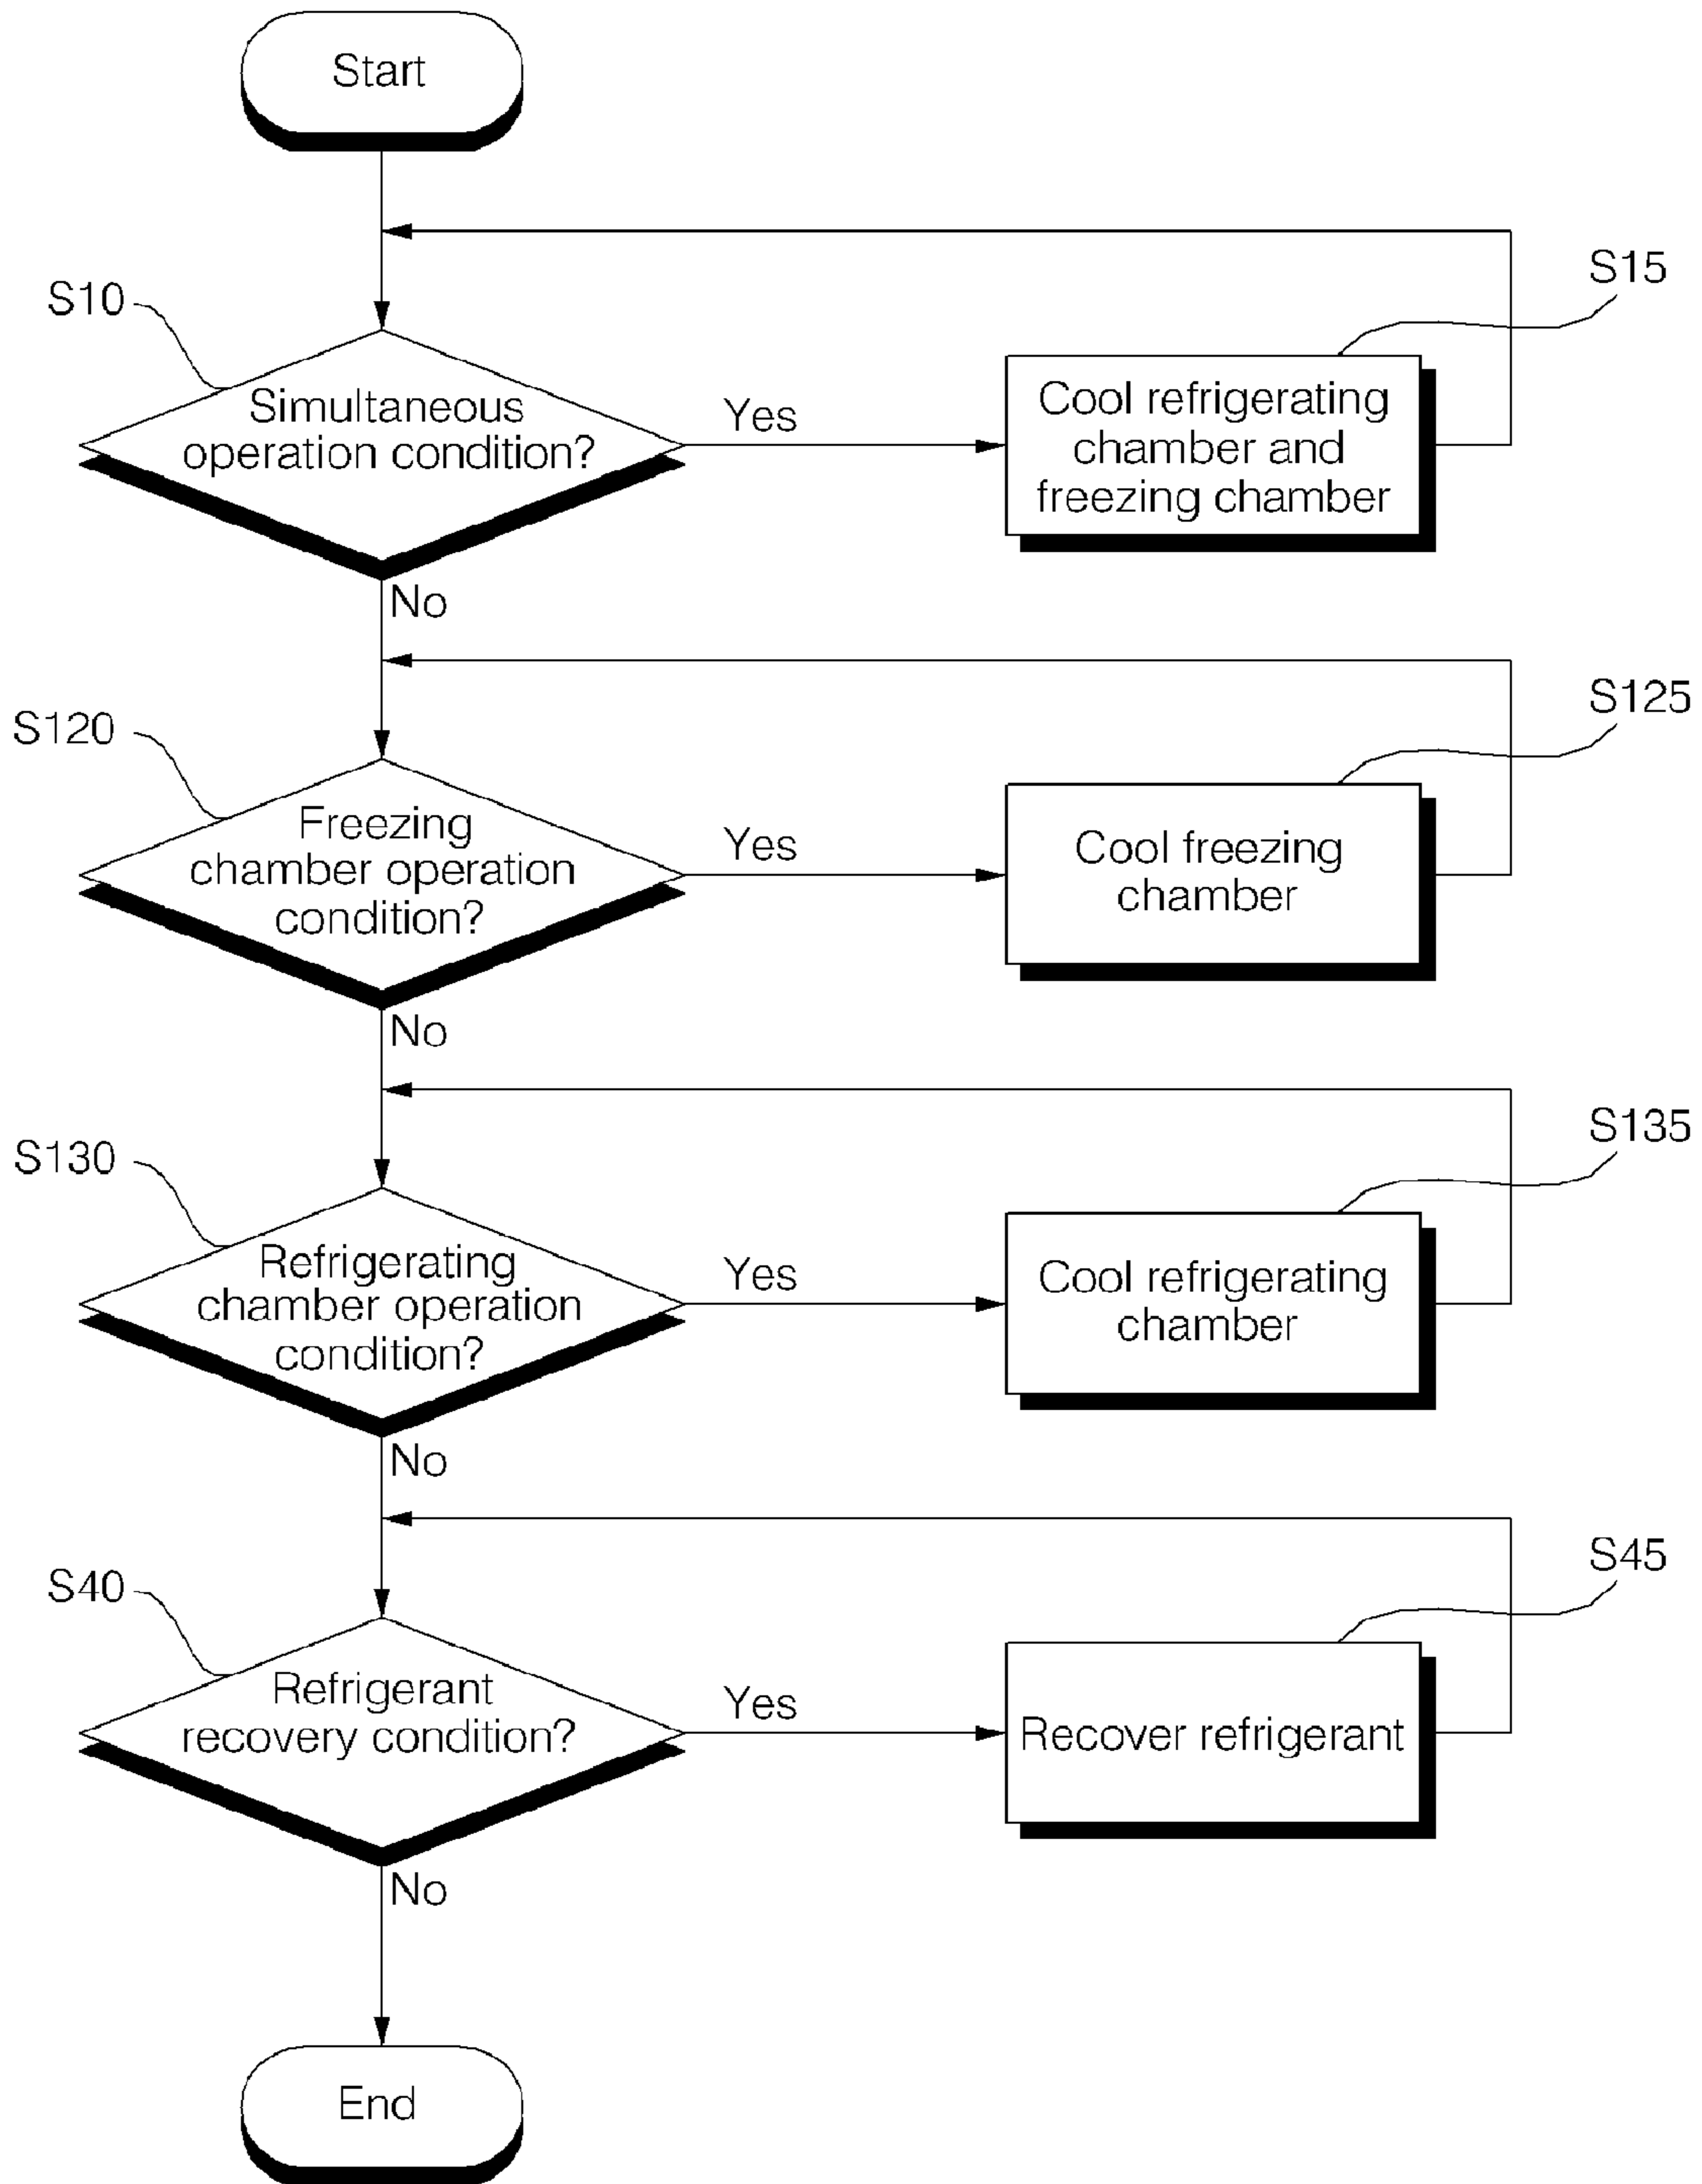 Start
S10
Simultaneous
operation condition?
Yes
S15
Cool refrigerating
chamber and
freezing chamber
No
S120
Freezing
chamber operation
condition?
Yes
S125
Cool freezing
chamber
No
S130
Refrigerating
chamber operation
condition?
Yes
S135
Cool refrigerating
chamber
No
S40
Refrigerant
recovery condition?
Yes
S45
Recover refrigerant
No
End